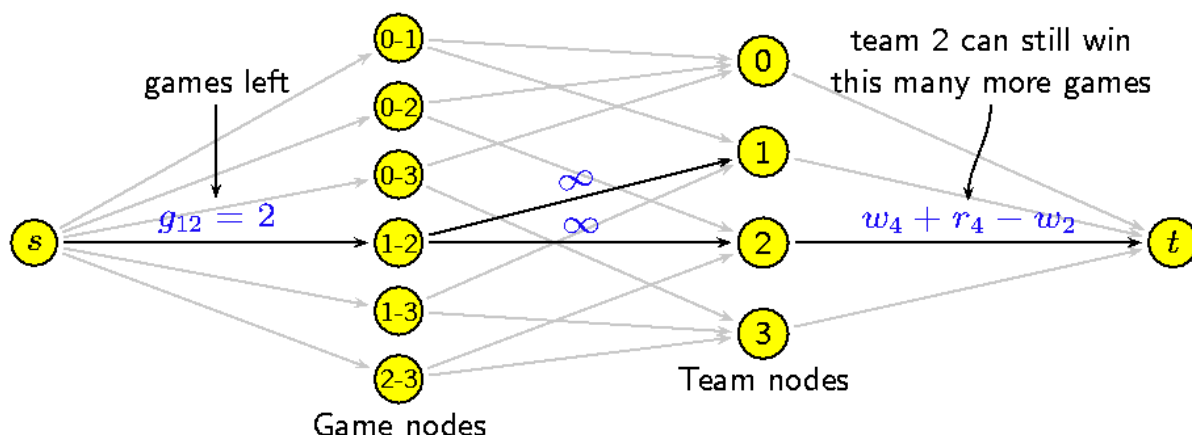 games left
team 2 can still win
this many more games
s
g₁₂ = 2
0-1
0-2
0-3
1-2
1-3
2-3
Game nodes
∞
∞
0
1
2
3
Team nodes
w₄ + r₄ − w₂
t